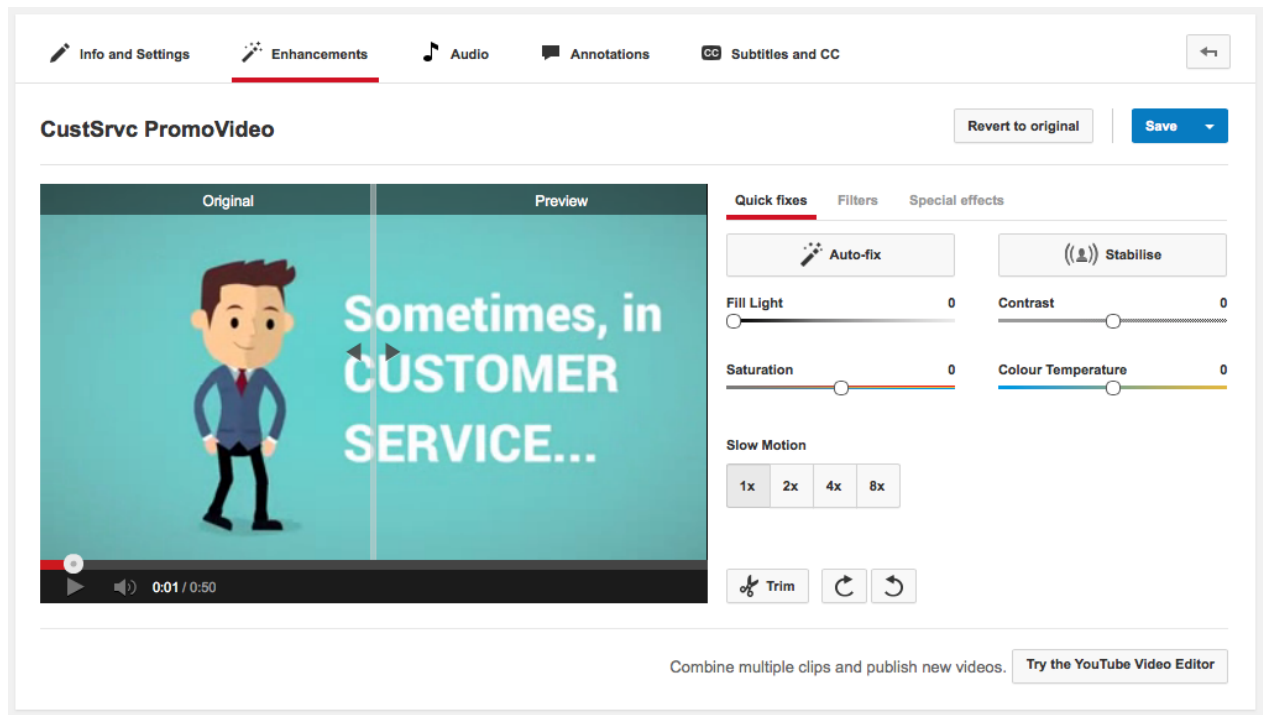 Info and Settings Enhancements Audio Annotations CC Subtitles and CC
CustSrvc PromoVideo
Revert to original Save
Original Preview
Sometimes, in
CUSTOMER
SERVICE...
0:01 / 0:50
Quick fixes Filters Special effects
Auto-fix Stabilise
Fill Light 0 Contrast 0
Saturation 0 Colour Temperature 0
Slow Motion
1x 2x 4x 8x
Trim
Combine multiple clips and publish new videos. Try the YouTube Video Editor